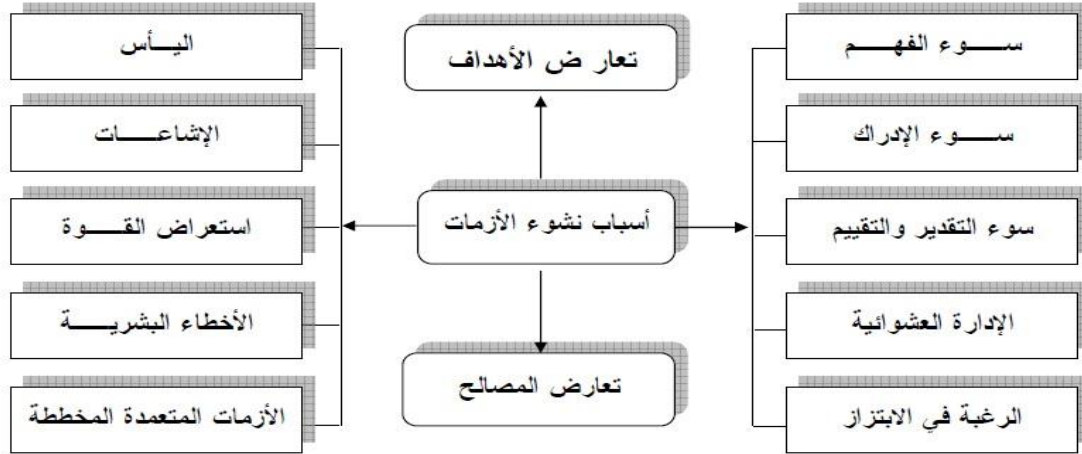 سوء الفهم
سوء الإدراك
سوء التقدير والتقييم
الإدارة العشوائية
الرغبة في الابتزاز
تعار ض الأهداف
أسباب نشوء الأزمات
تعارض المصالح
اليأس
الإشاعات
استعراض القوة
الأخطاء البشرية
الأزمات المتعمدة المخططة